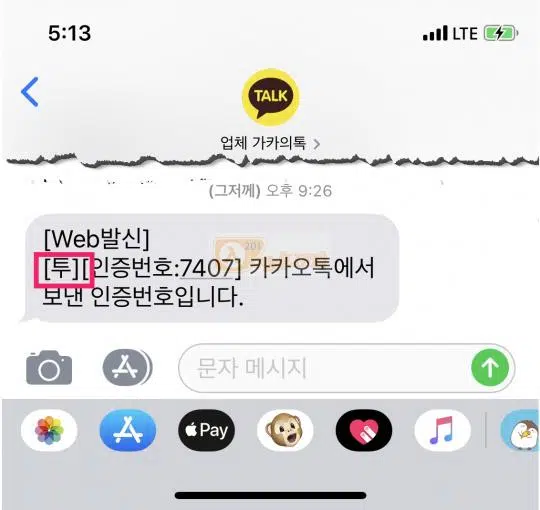 5:13
LTE
TALK
업체 가카의톡 >
(그저께) 오후 9:26
[Web발신]
[투][인증번호:7407] 카카오톡에서
보낸 인증번호입니다.
문자 메시지
Pay